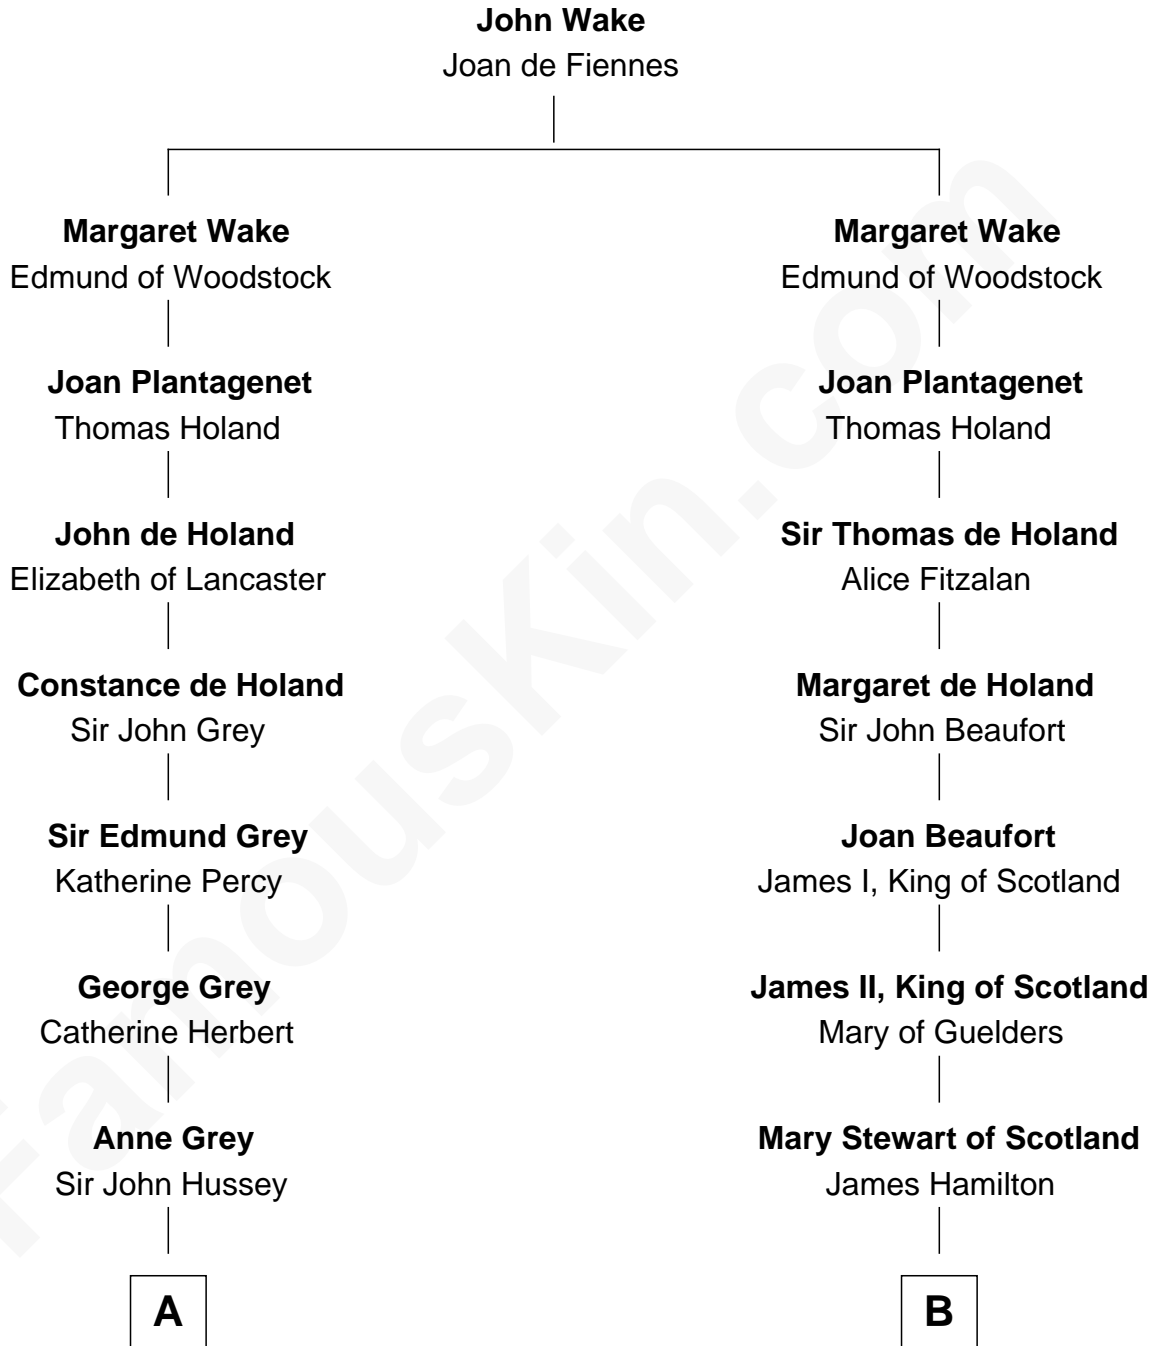 John Wake
Joan de Fiennes
Margaret Wake
Edmund of Woodstock
Margaret Wake
Edmund of Woodstock
Joan Plantagenet
Thomas Holand
Joan Plantagenet
Thomas Holand
John de Holand
Elizabeth of Lancaster
Sir Thomas de Holand
Alice Fitzalan
Constance de Holand
Sir John Grey
Margaret de Holand
Sir John Beaufort
Sir Edmund Grey
Katherine Percy
Joan Beaufort
James I, King of Scotland
George Grey
Catherine Herbert
James II, King of Scotland
Mary of Guelders
Anne Grey
Sir John Hussey
Mary Stewart of Scotland
James Hamilton
A
B
FamousKin.com